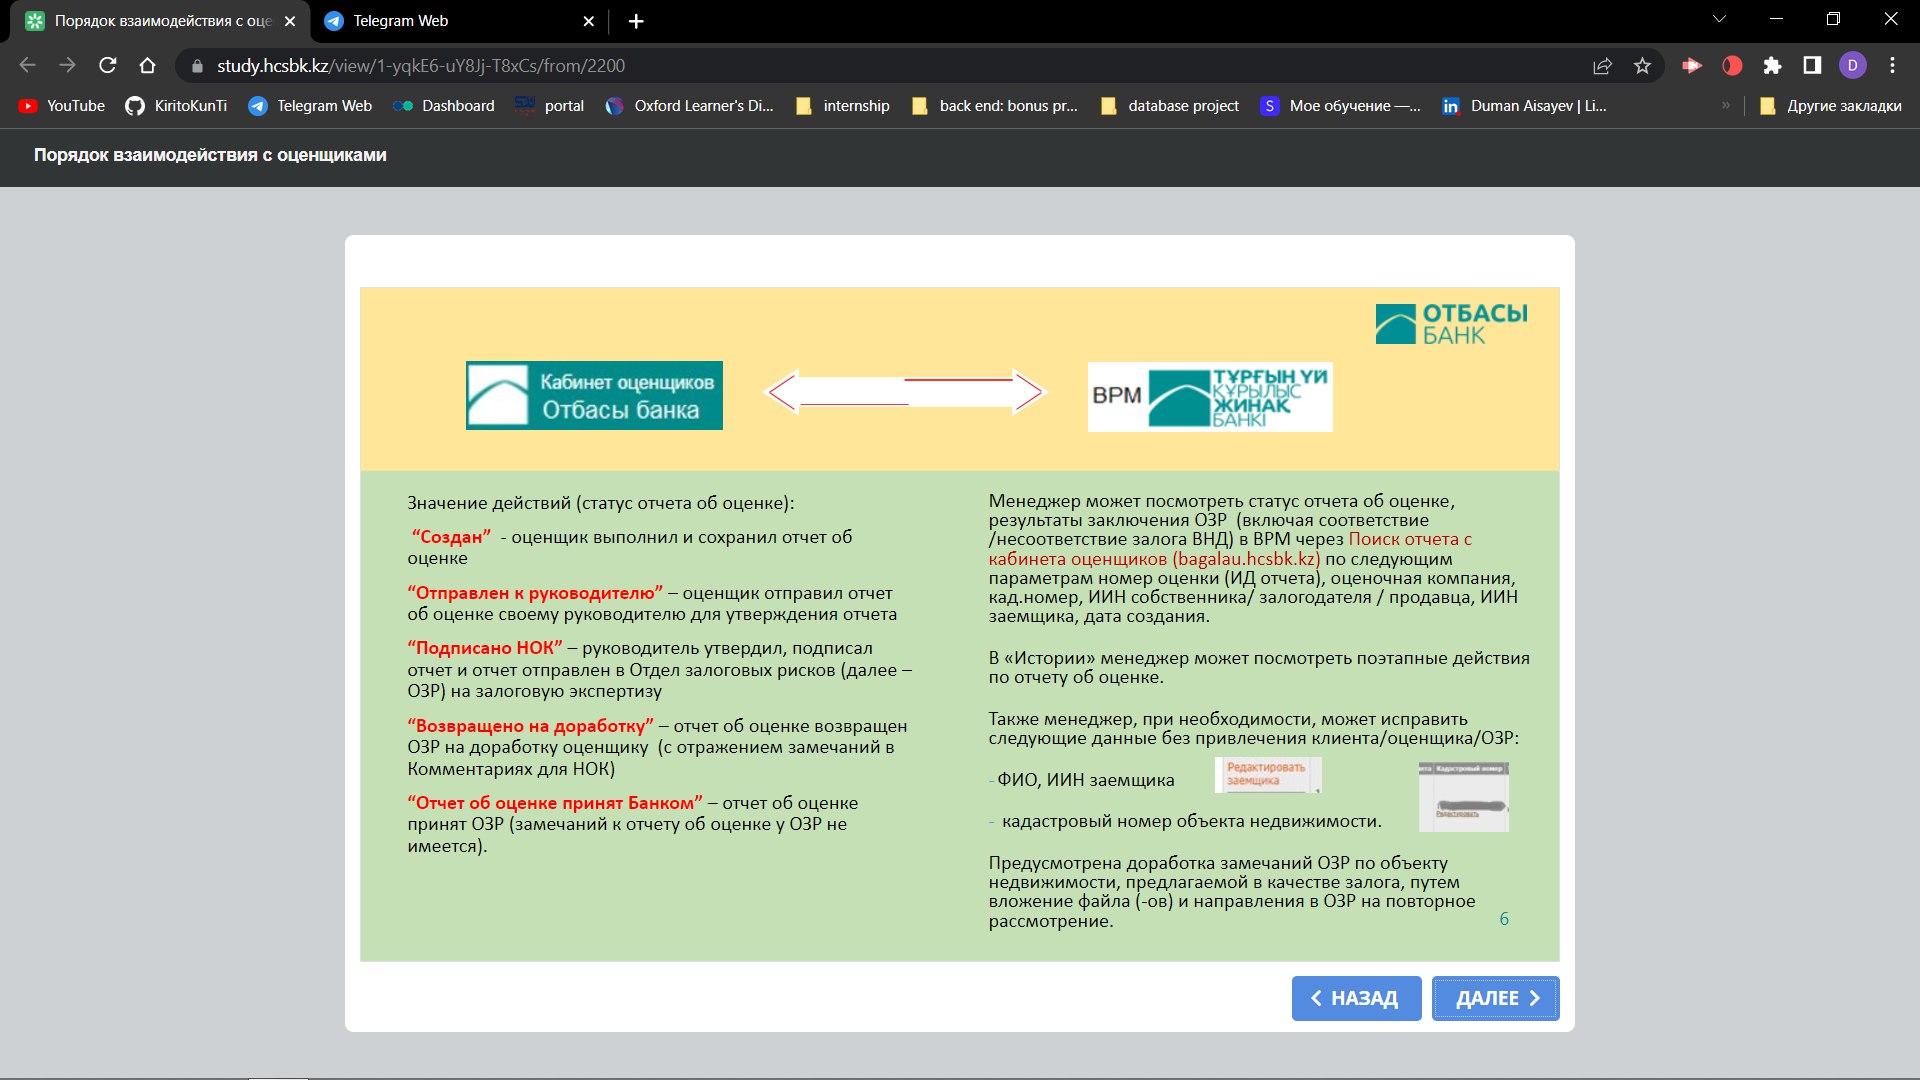 Порядок взаимодействия с оце
Telegram Web
study.hcsbk.kz/view/1-yqkE6-uY8Jj-T8xCs/from/2200
D
YouTube
KiritoKunTi
Telegram Web
Dashboard
portal
Oxford Learner's Di...
internship
back end: bonus pr...
database project
S
Мое обучение —...
in
Duman Aisayev | Li...
»
Другие закладки
Порядок взаимодействия с оценщиками
ОТБАСЫ
БАНК
Кабинет оценщиков
Отбасы банка
BPM
ТҰРҒЫН ҮЙ
ҚҰРЫЛЫС
ЖИНАҚ
БАНКІ
Значение действий (статус отчета об оценке):
“Создан” - оценщик выполнил и сохранил отчет об
оценке
“Отправлен к руководителю” – оценщик отправил отчет
об оценке своему руководителю для утверждения отчета
“Подписано НОК” – руководитель утвердил, подписал
отчет и отчет отправлен в Отдел залоговых рисков (далее –
ОЗР) на залоговую экспертизу
“Возвращено на доработку” – отчет об оценке возвращен
ОЗР на доработку оценщику (с отражением замечаний в
Комментариях для НОК)
“Отчет об оценке принят Банком” – отчет об оценке
принят ОЗР (замечаний к отчету об оценке у ОЗР не
имеется).
Менеджер может посмотреть статус отчета об оценке,
результаты заключения ОЗР (включая соответствие
/несоответствие залога ВНД) в BPM через Поиск отчета с
кабинета оценщиков (bagalau.hcsbk.kz) по следующим
параметрам номер оценки (ИД отчета), оценочная компания,
кад.номер, ИИН собственника/ залогодателя / продавца, ИИН
заемщика, дата создания.
В «Истории» менеджер может посмотреть поэтапные действия
по отчету об оценке.
Также менеджер, при необходимости, может исправить
следующие данные без привлечения клиента/оценщика/ОЗР:
- ФИО, ИИН заемщика
Редактировать
заемщика
Кадастровый номер
Редактировать
- кадастровый номер объекта недвижимости.
Предусмотрена доработка замечаний ОЗР по объекту
недвижимости, предлагаемой в качестве залога, путем
вложение файла (-ов) и направления в ОЗР на повторное
рассмотрение.
6
НАЗАД
ДАЛЕЕ